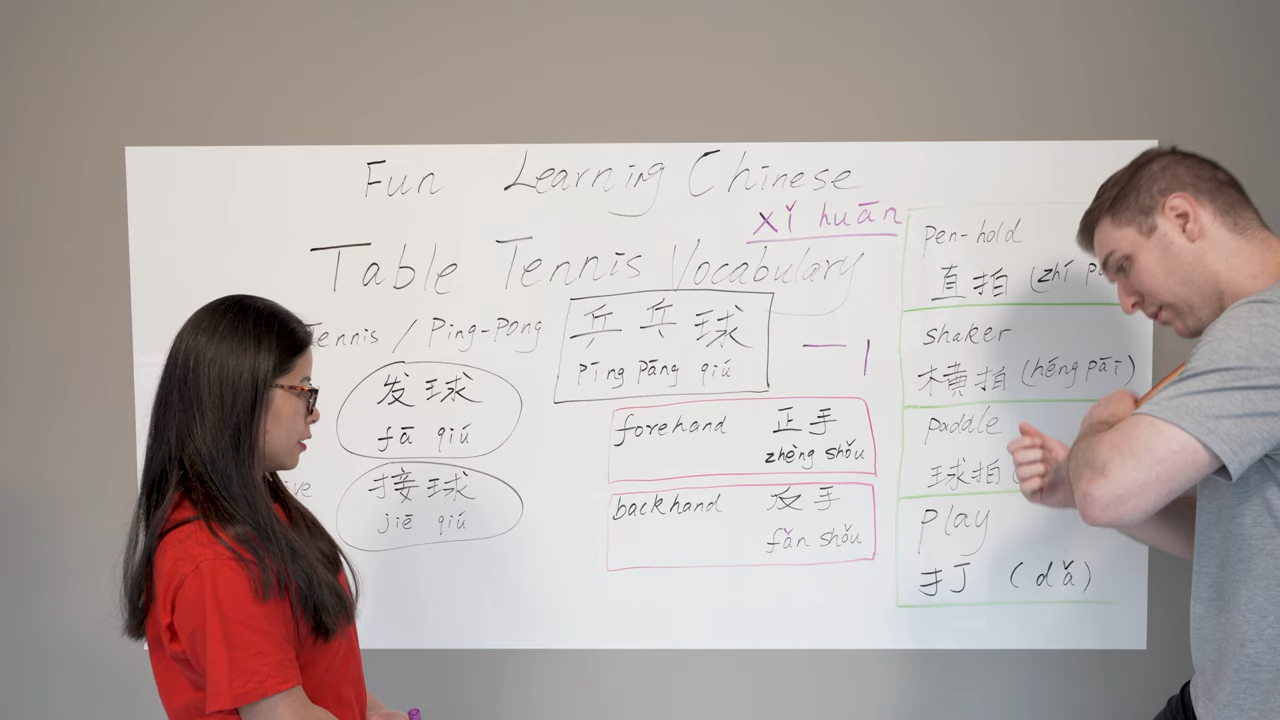 Fun Learning Chinese
xǐ huān
Table Tennis Vocabulary
Tennis / Ping-Pong
乒乓球
pīng pāng qiú
发球
fā qiú
接球
jiē qiú
forehand 正手
zhèng shǒu
backhand 反手
fǎn shǒu
pen-hold
直拍 (zhí
shaker
横拍 (héng pāi)
paddle
球拍 (
play
打 (dǎ)